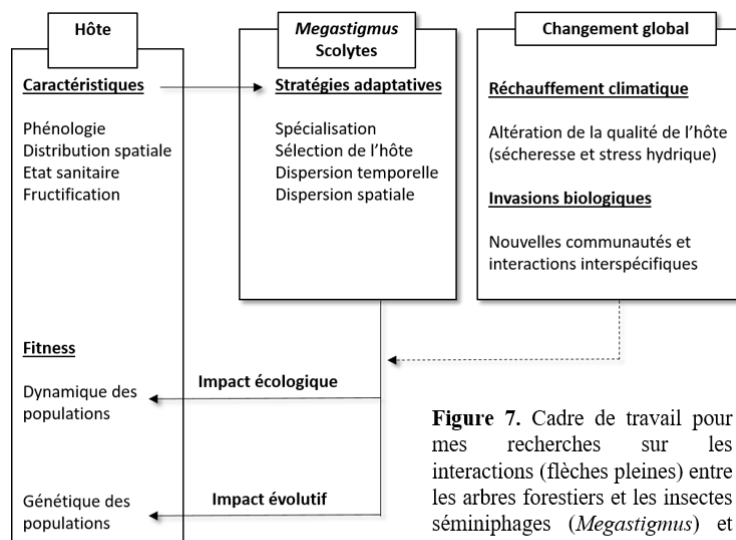 Hôte
Caractéristiques
Phénologie
Distribution spatiale
Etat sanitaire
Fructification
Fitness
Dynamique des
populations
Génétique des
populations
Megastigmus
Scolytes
Stratégies adaptatives
Spécialisation
Sélection de l'hôte
Dispersion temporelle
Dispersion spatiale
Impact écologique
Impact évolutif
Changement global
Réchauffement climatique
Altération de la qualité de l'hôte
(sécheresse et stress hydrique)
Invasions biologiques
Nouvelles communautés et
interactions interspécifiques
Figure 7. Cadre de travail pour
mes recherches sur les
interactions (flèches pleines) entre
les arbres forestiers et les insectes
séminiphages (Megastigmus) et